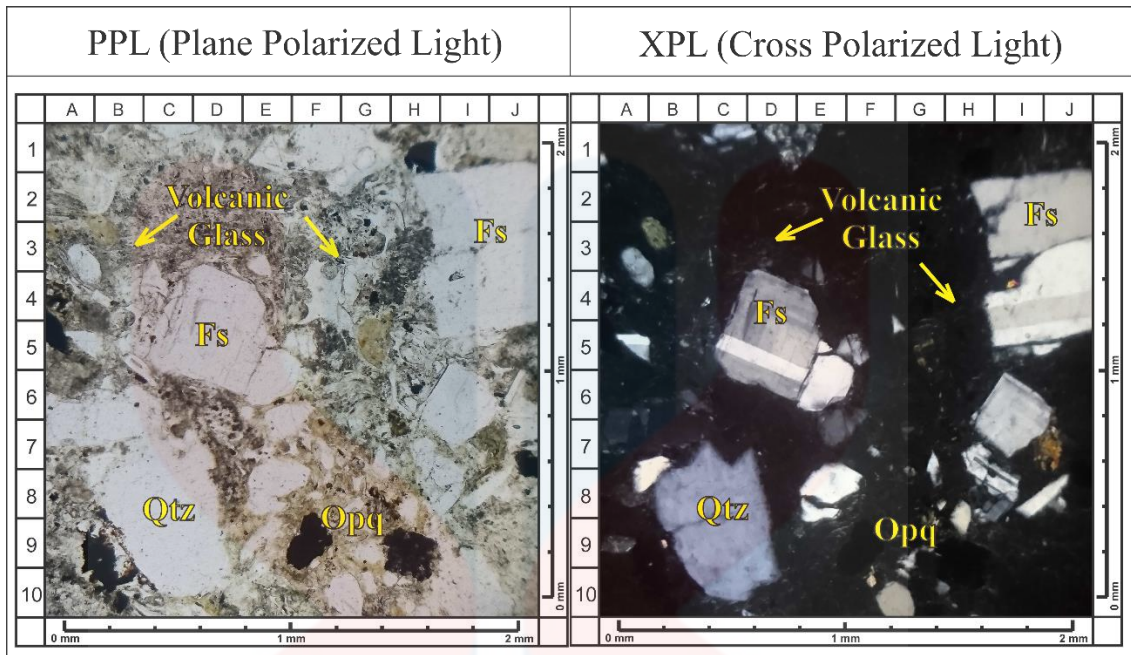 PPL (Plane Polarized Light)
XPL (Cross Polarized Light)
A B C D E F G H I J
1
2
3
4
5
6
7
8
9
10
Volcanic
Glass
Fs
Fs
Qtz
Opq
2 mm
1 mm
0 mm
0 mm
1 mm
2 mm
A B C D E F G H I J
1
2
3
4
5
6
7
8
9
10
Volcanic
Glass
Fs
Fs
Qtz
Opq
2 mm
1 mm
0 mm
0 mm
1 mm
2 mm